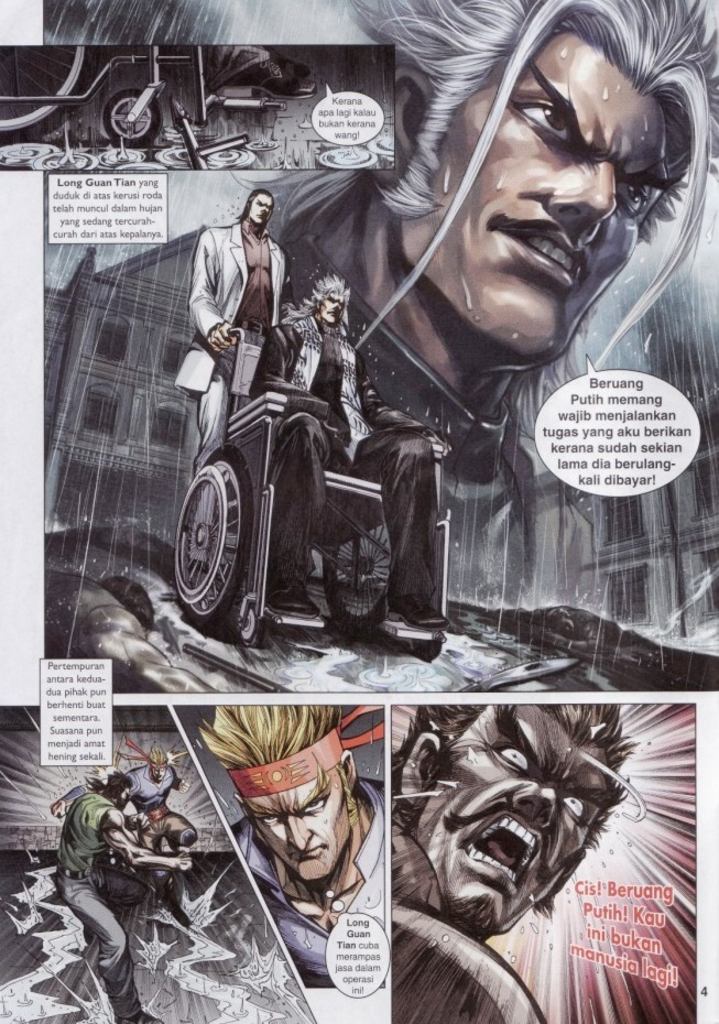 Kerana
apa lagi kalau
bukan kerana
wang!
Long Guan Tian yang
duduk di atas kerusi roda
telah muncul dalam hujan
yang sedang tercurah-
curah dari atas kepalanya.
Beruang
Putih memang
wajib menjalankan
tugas yang aku berikan
kerana sudah sekian
lama dia berulang-
kali dibayar!
Pertempuran
antara kedua-
dua pihak pun
berhenti buat
sementara.
Suasana pun
menjadi amat
hening sekali.
Long
Guan
Tian cuba
merampas
jasa dalam
operasi
ini!
Cis! Beruang
Putih! Kau
ini bukan
manusia lagi!
4